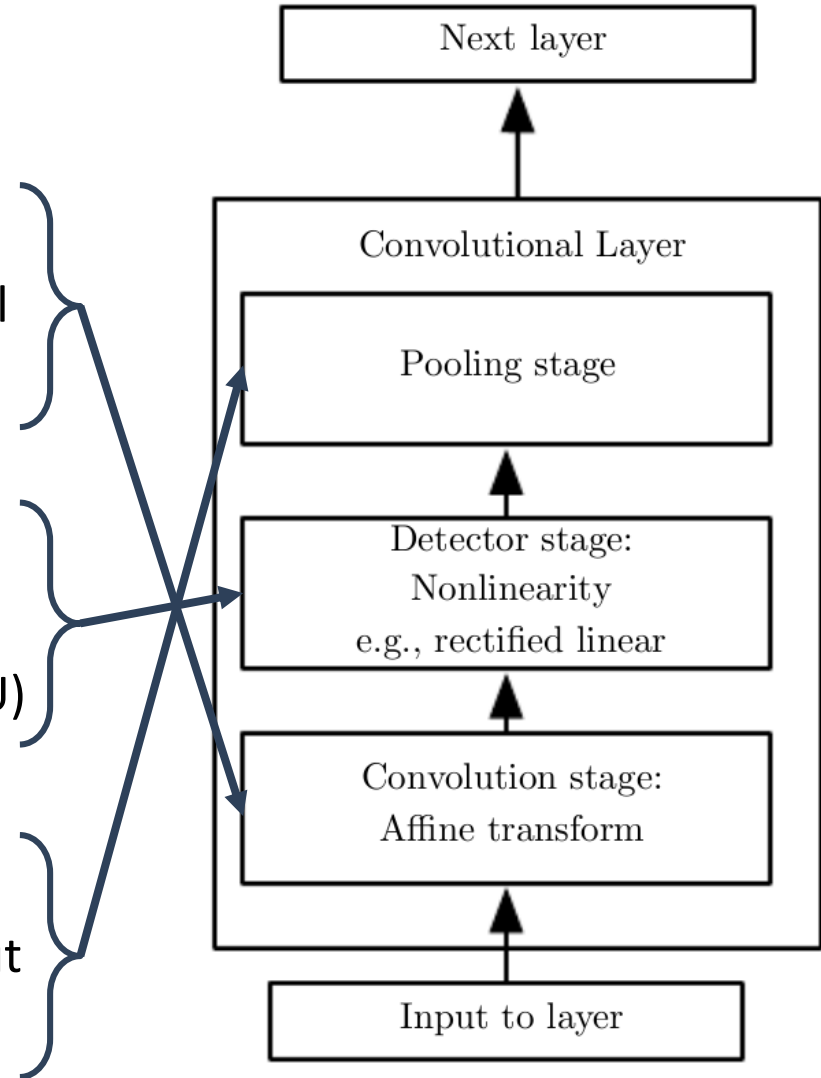 Next layer
Convolutional Layer
Pooling stage
Detector stage:
Nonlinearity
e.g., rectified linear
Convolution stage:
Affine transform
Input to layer